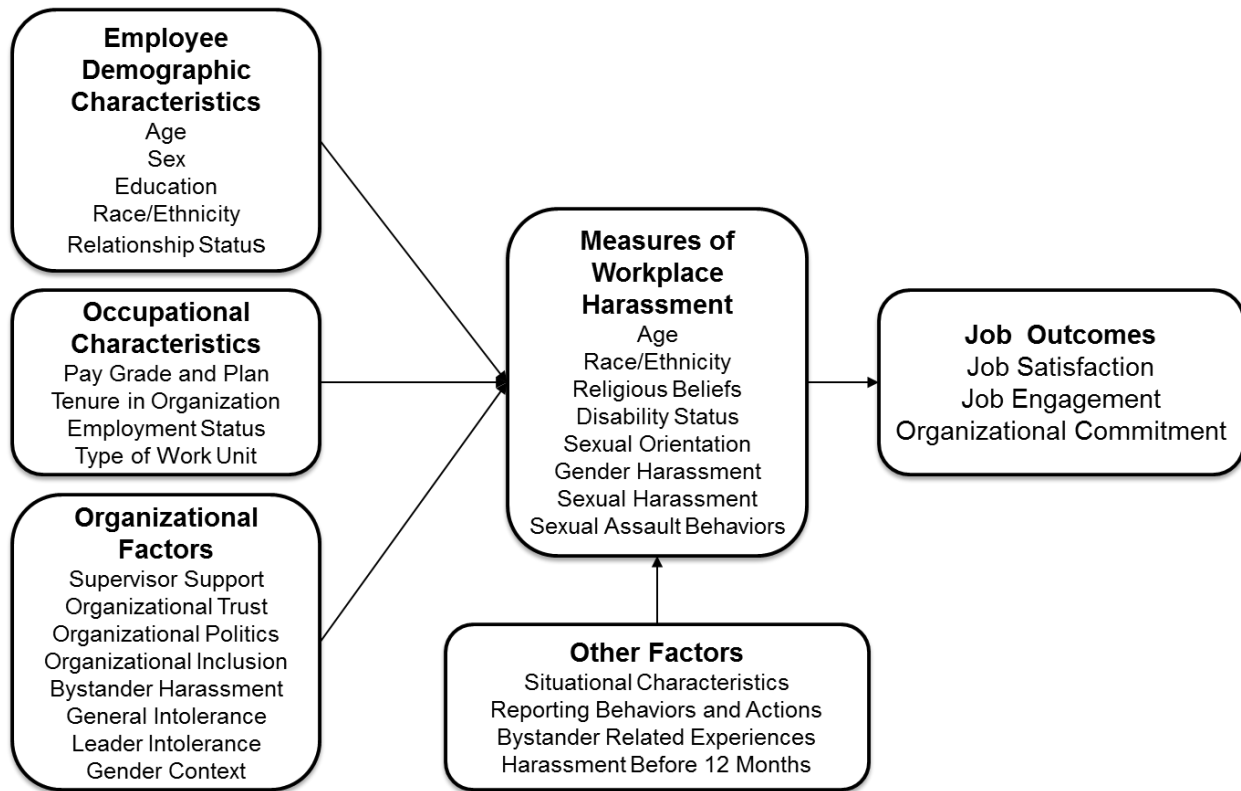 Employee
Demographic
Characteristics
Age
Sex
Education
Race/Ethnicity
Relationship Status
Occupational
Characteristics
Pay Grade and Plan
Tenure in Organization
Employment Status
Type of Work Unit
Organizational
Factors
Supervisor Support
Organizational Trust
Organizational Politics
Organizational Inclusion
Bystander Harassment
General Intolerance
Leader Intolerance
Gender Context
Measures of
Workplace
Harassment
Age
Race/Ethnicity
Religious Beliefs
Disability Status
Sexual Orientation
Gender Harassment
Sexual Harassment
Sexual Assault Behaviors
Other Factors
Situational Characteristics
Reporting Behaviors and Actions
Bystander Related Experiences
Harassment Before 12 Months
Job Outcomes
Job Satisfaction
Job Engagement
Organizational Commitment